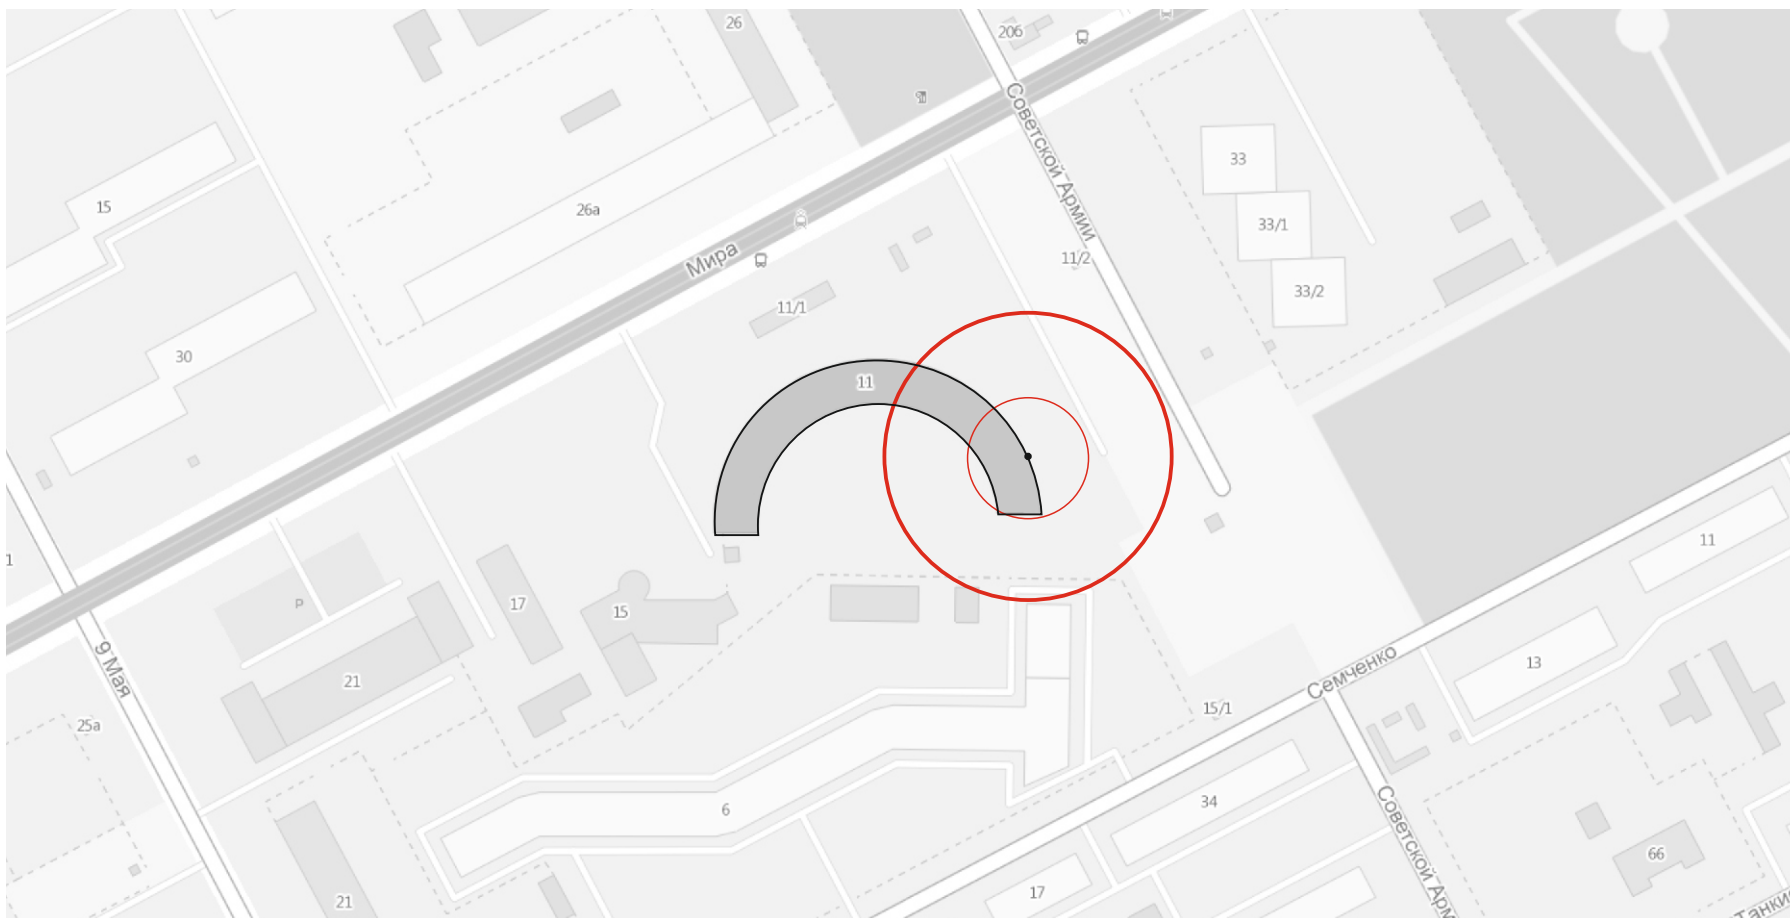 26
206
Советской Армии
33
15
26а
33/1
Мира
11/2
33/2
11/1
30
11
1
11
Р
17
15
9 Мая
13
21
Семченко
15/1
25а
6
34
Советской Арм
66
17
21
Танки